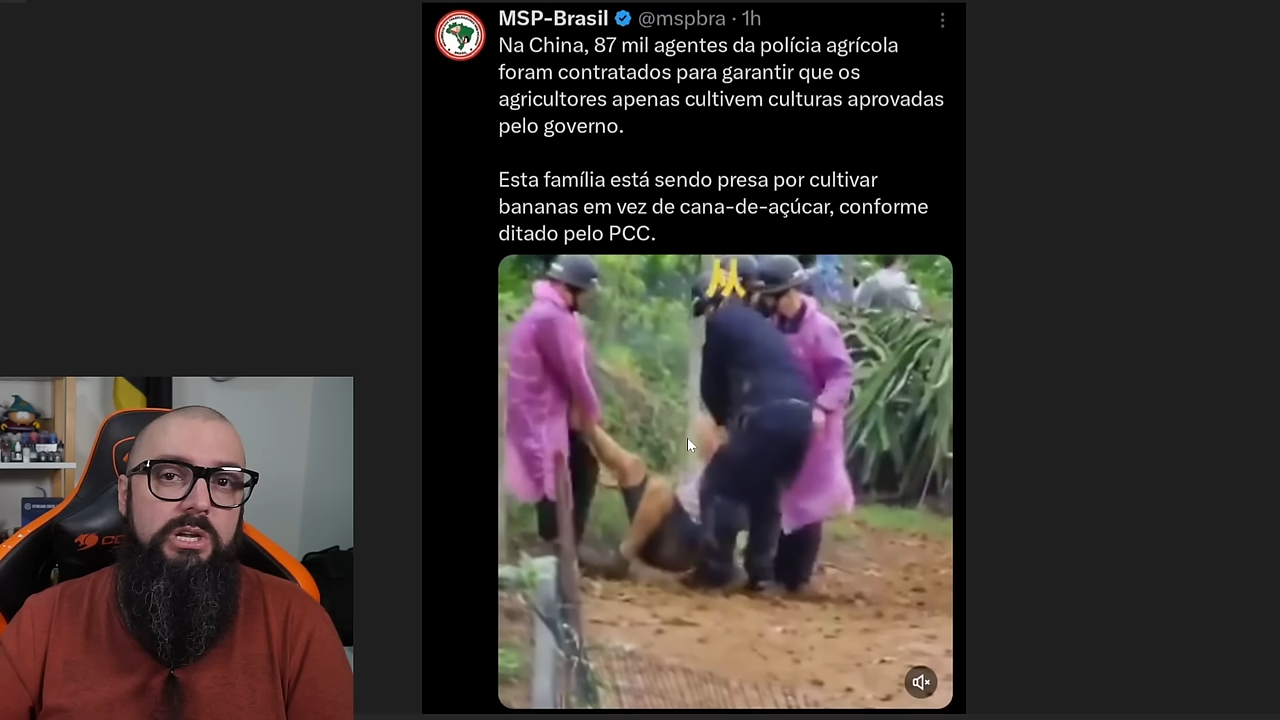 MSP-Brasil @mspbra · 1h
Na China, 87 mil agentes da polícia agrícola
foram contratados para garantir que os
agricultores apenas cultivem culturas aprovadas
pelo governo.
Esta família está sendo presa por cultivar
bananas em vez de cana-de-açúcar, conforme
ditado pelo PCC.